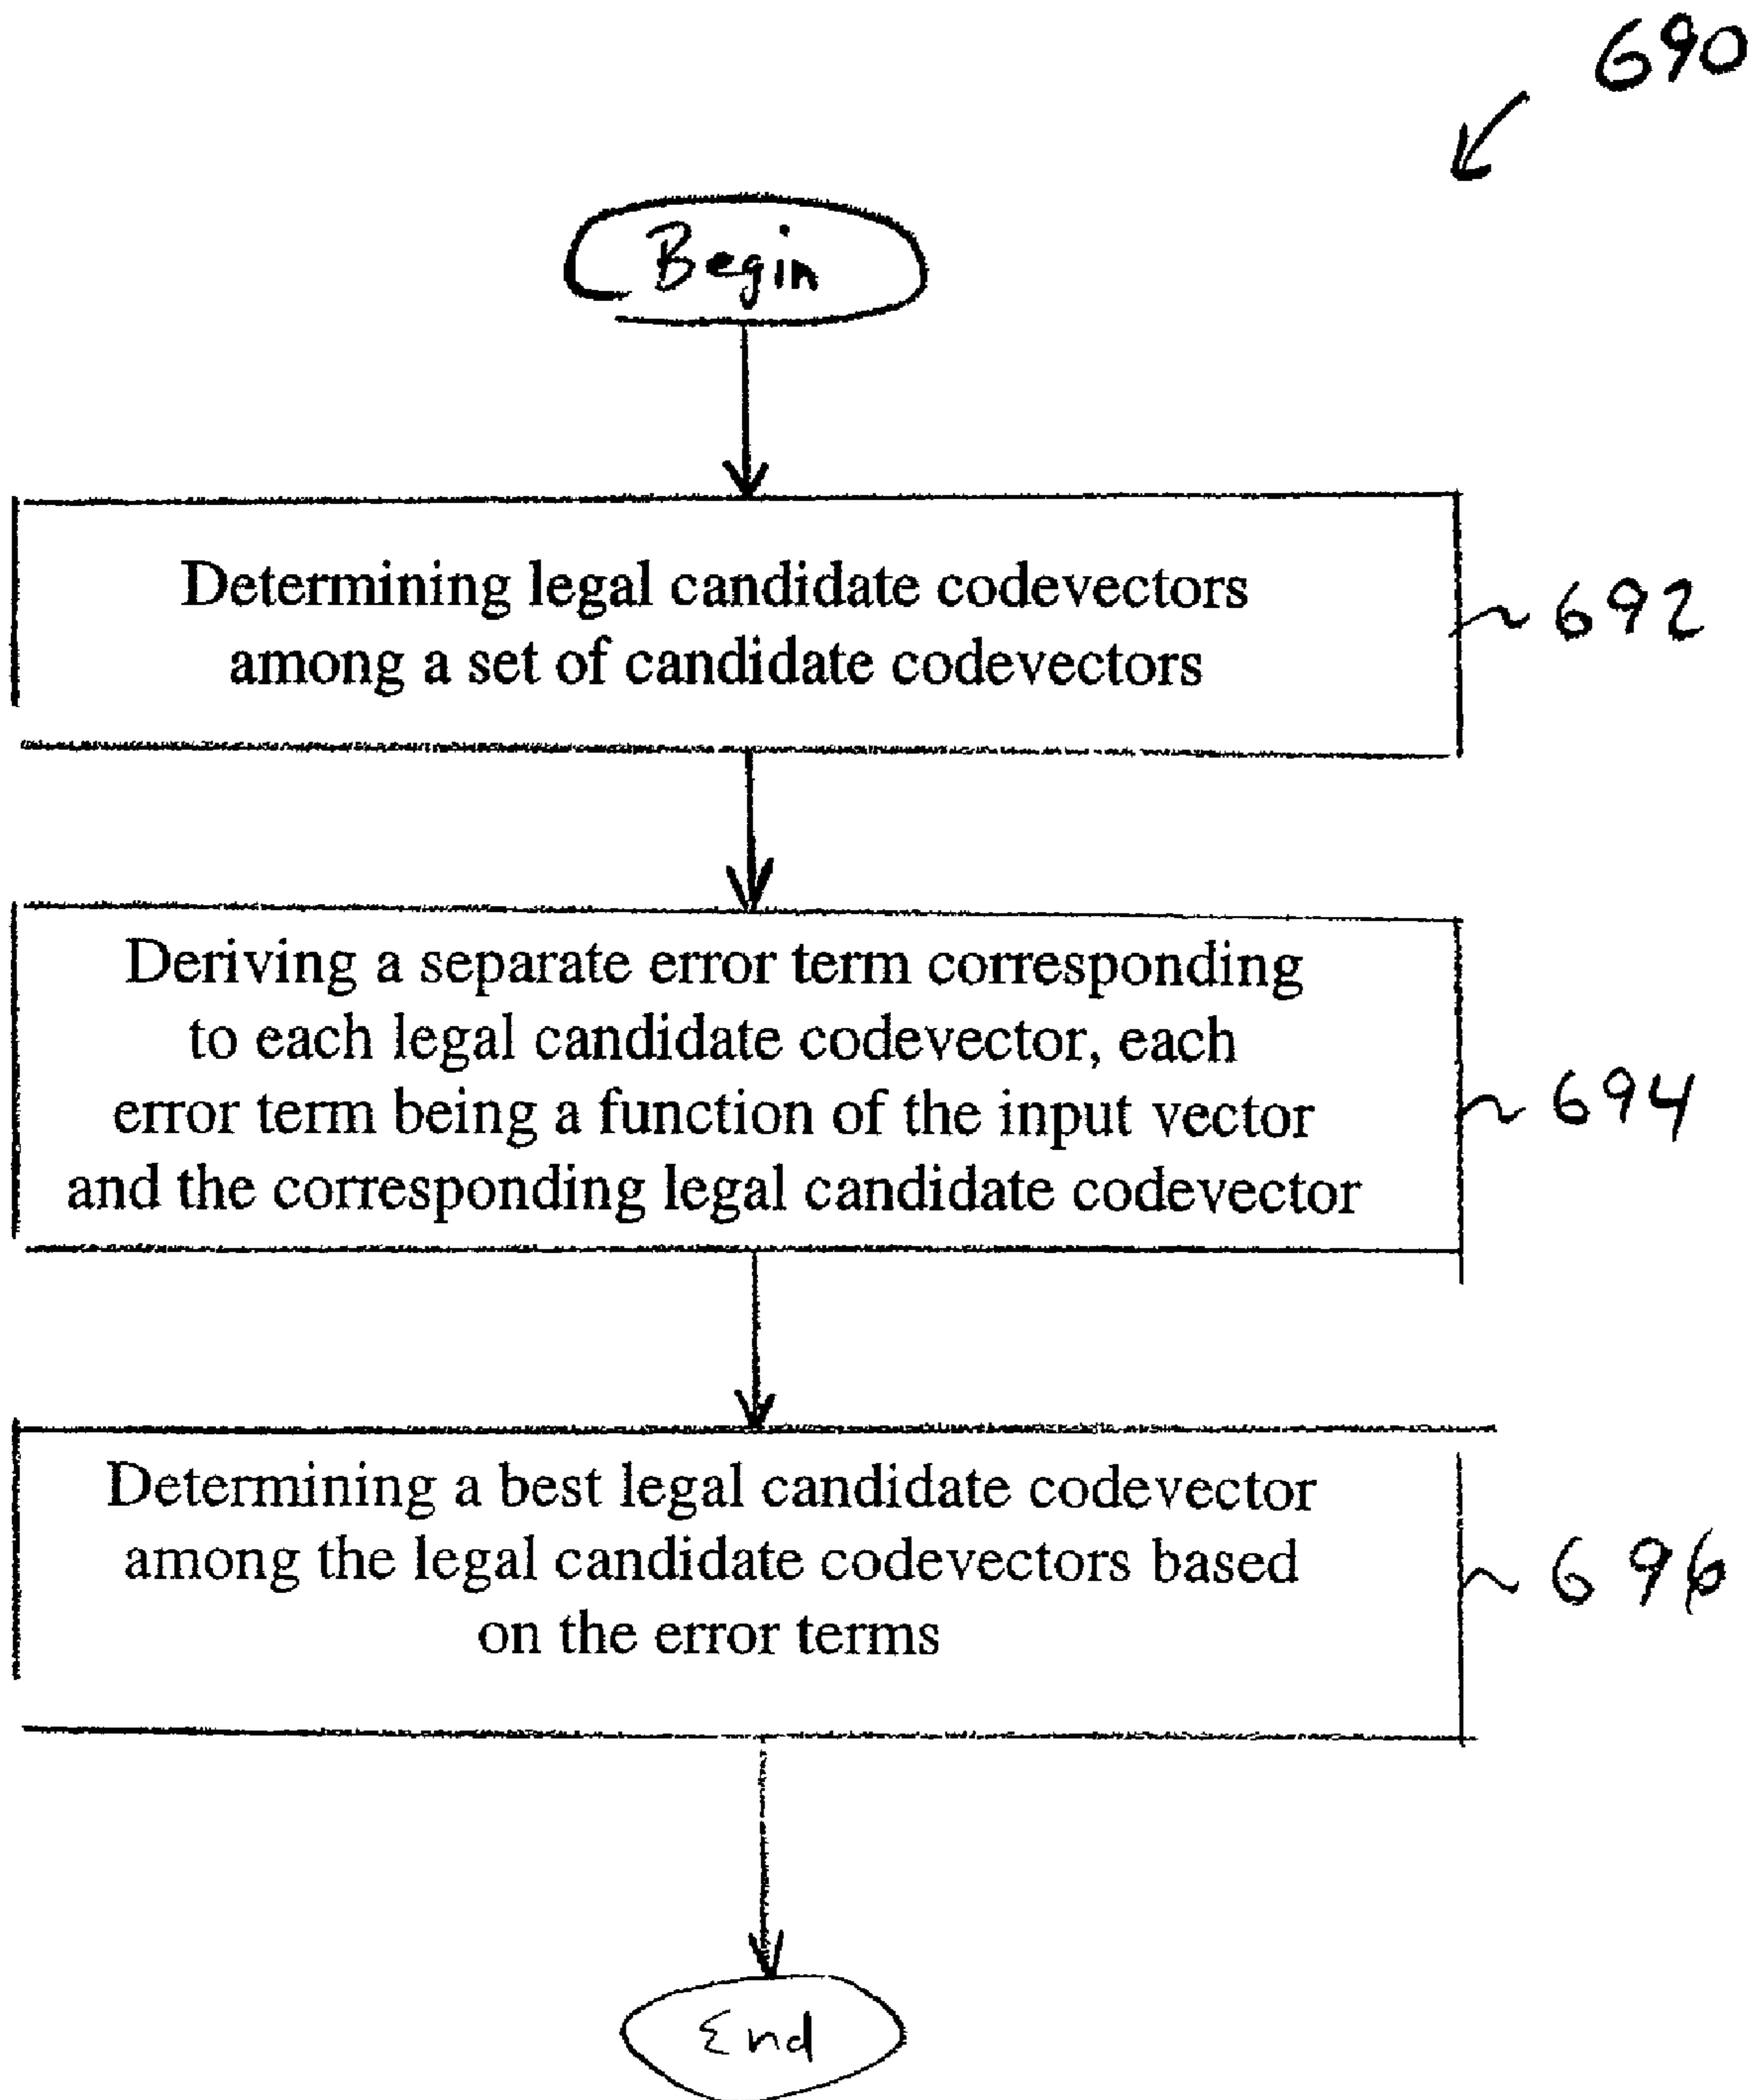 690
Begin
Determining legal candidate codevectors
among a set of candidate codevectors
692
Deriving a separate error term corresponding
to each legal candidate codevector, each
error term being a function of the input vector
and the corresponding legal candidate codevector
694
Determining a best legal candidate codevector
among the legal candidate codevectors based
on the error terms
696
End